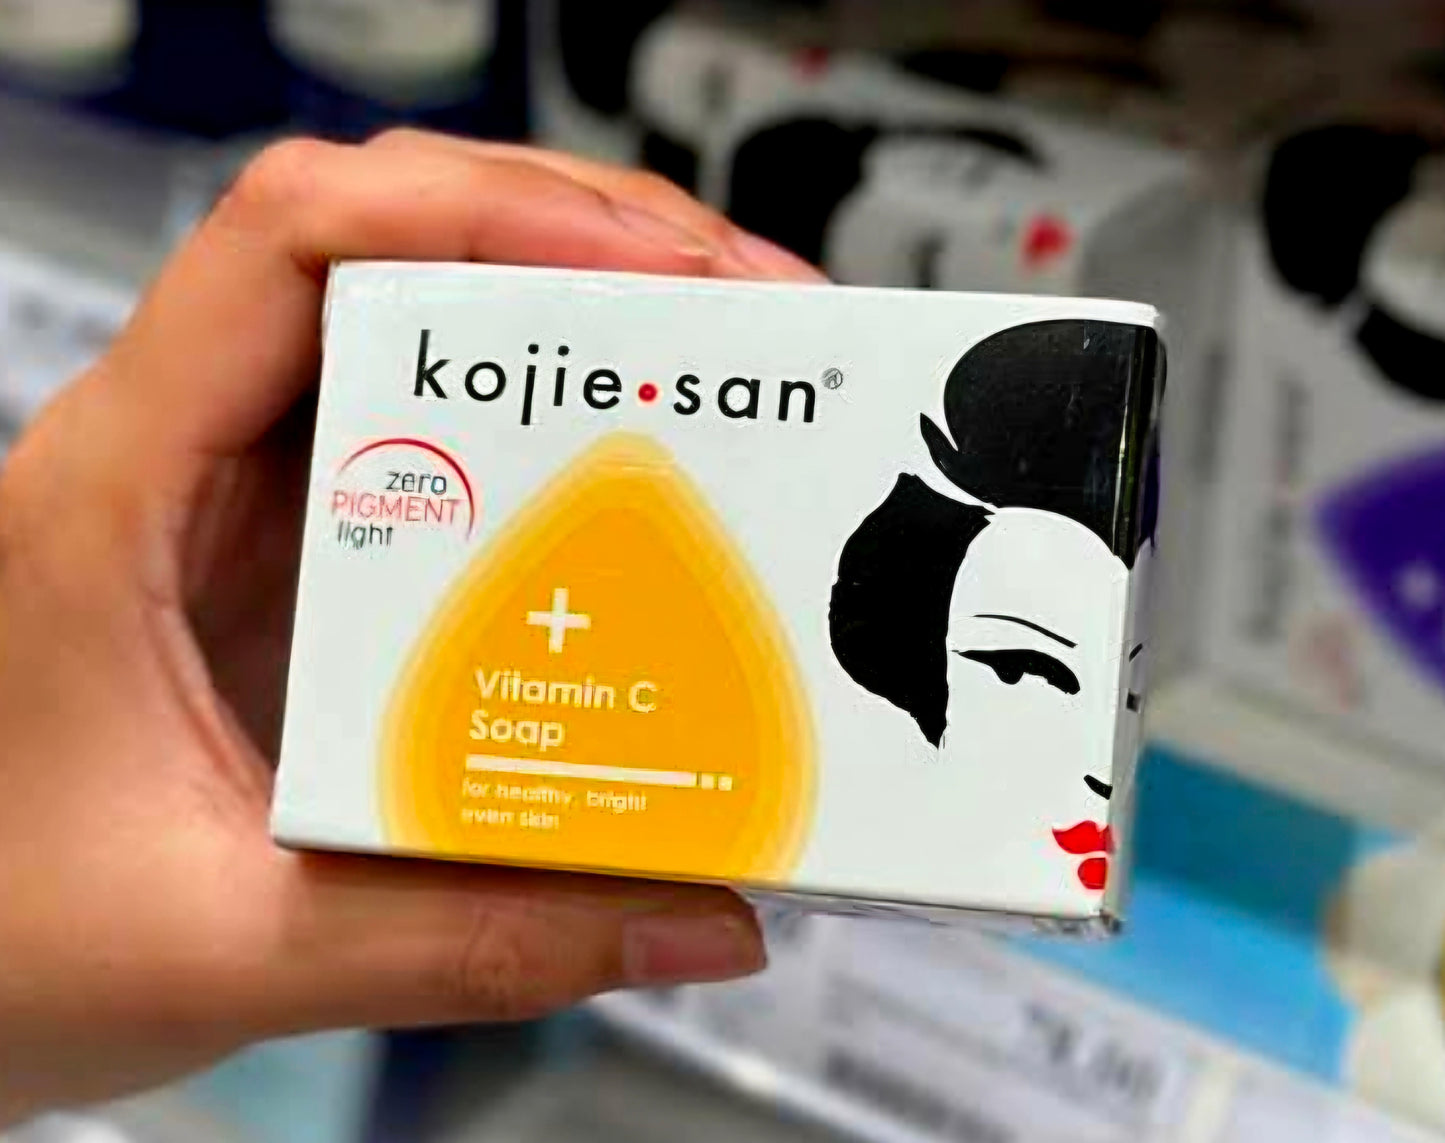 kojie•san®
zero
PIGMENT
light
+
Vitamin C
Soap
for healthy, bright
even skin